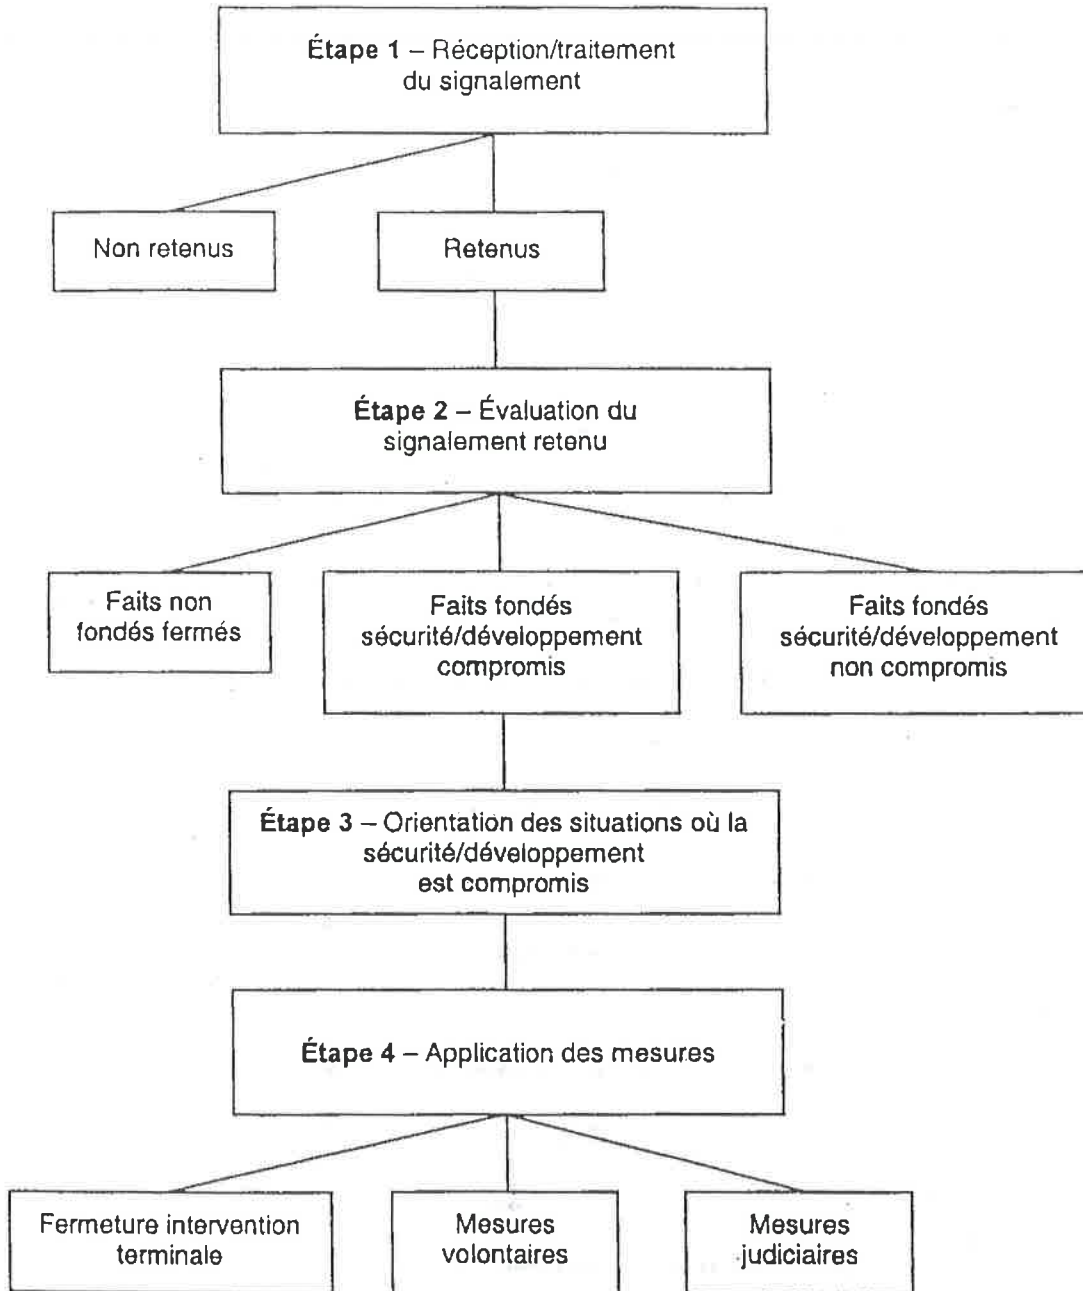 Étape 1 – Réception/traitement
du signalement
Non retenus
Retenus
Étape 2 – Évaluation du
signalement retenu
Faits non
fondés fermés
Faits fondés
sécurité/développement
compromis
Faits fondés
sécurité/développement
non compromis
Étape 3 – Orientation des situations où la
sécurité/développement
est compromis
Étape 4 – Application des mesures
Fermeture intervention
terminale
Mesures
volontaires
Mesures
judiciaires